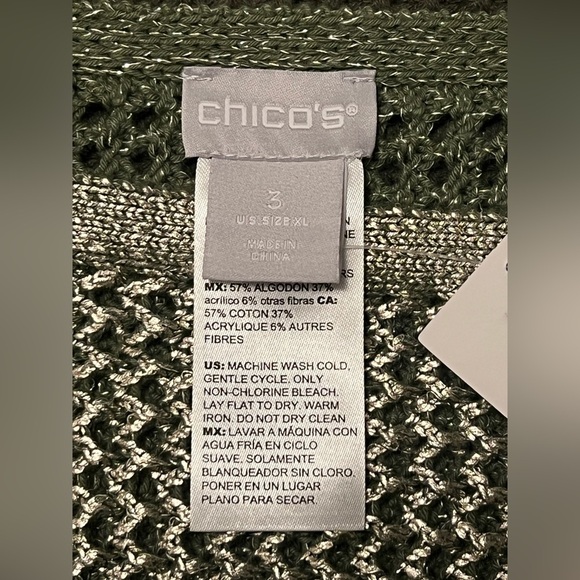 chico's®
3
U.S. SIZE XL
MADE IN
CHINA
MX: 57% ALGODON 37%
acrílico 6% otras fibras CA:
57% COTON 37%
ACRYLIQUE 6% AUTRES
FIBRES
US: MACHINE WASH COLD,
GENTLE CYCLE. ONLY
NON-CHLORINE BLEACH.
LAY FLAT TO DRY. WARM
IRON. DO NOT DRY CLEAN
MX: LAVAR A MÁQUINA CON
AGUA FRÍA EN CICLO
SUAVE. SOLAMENTE
BLANQUEADOR SIN CLORO.
PONER EN UN LUGAR
PLANO PARA SECAR.